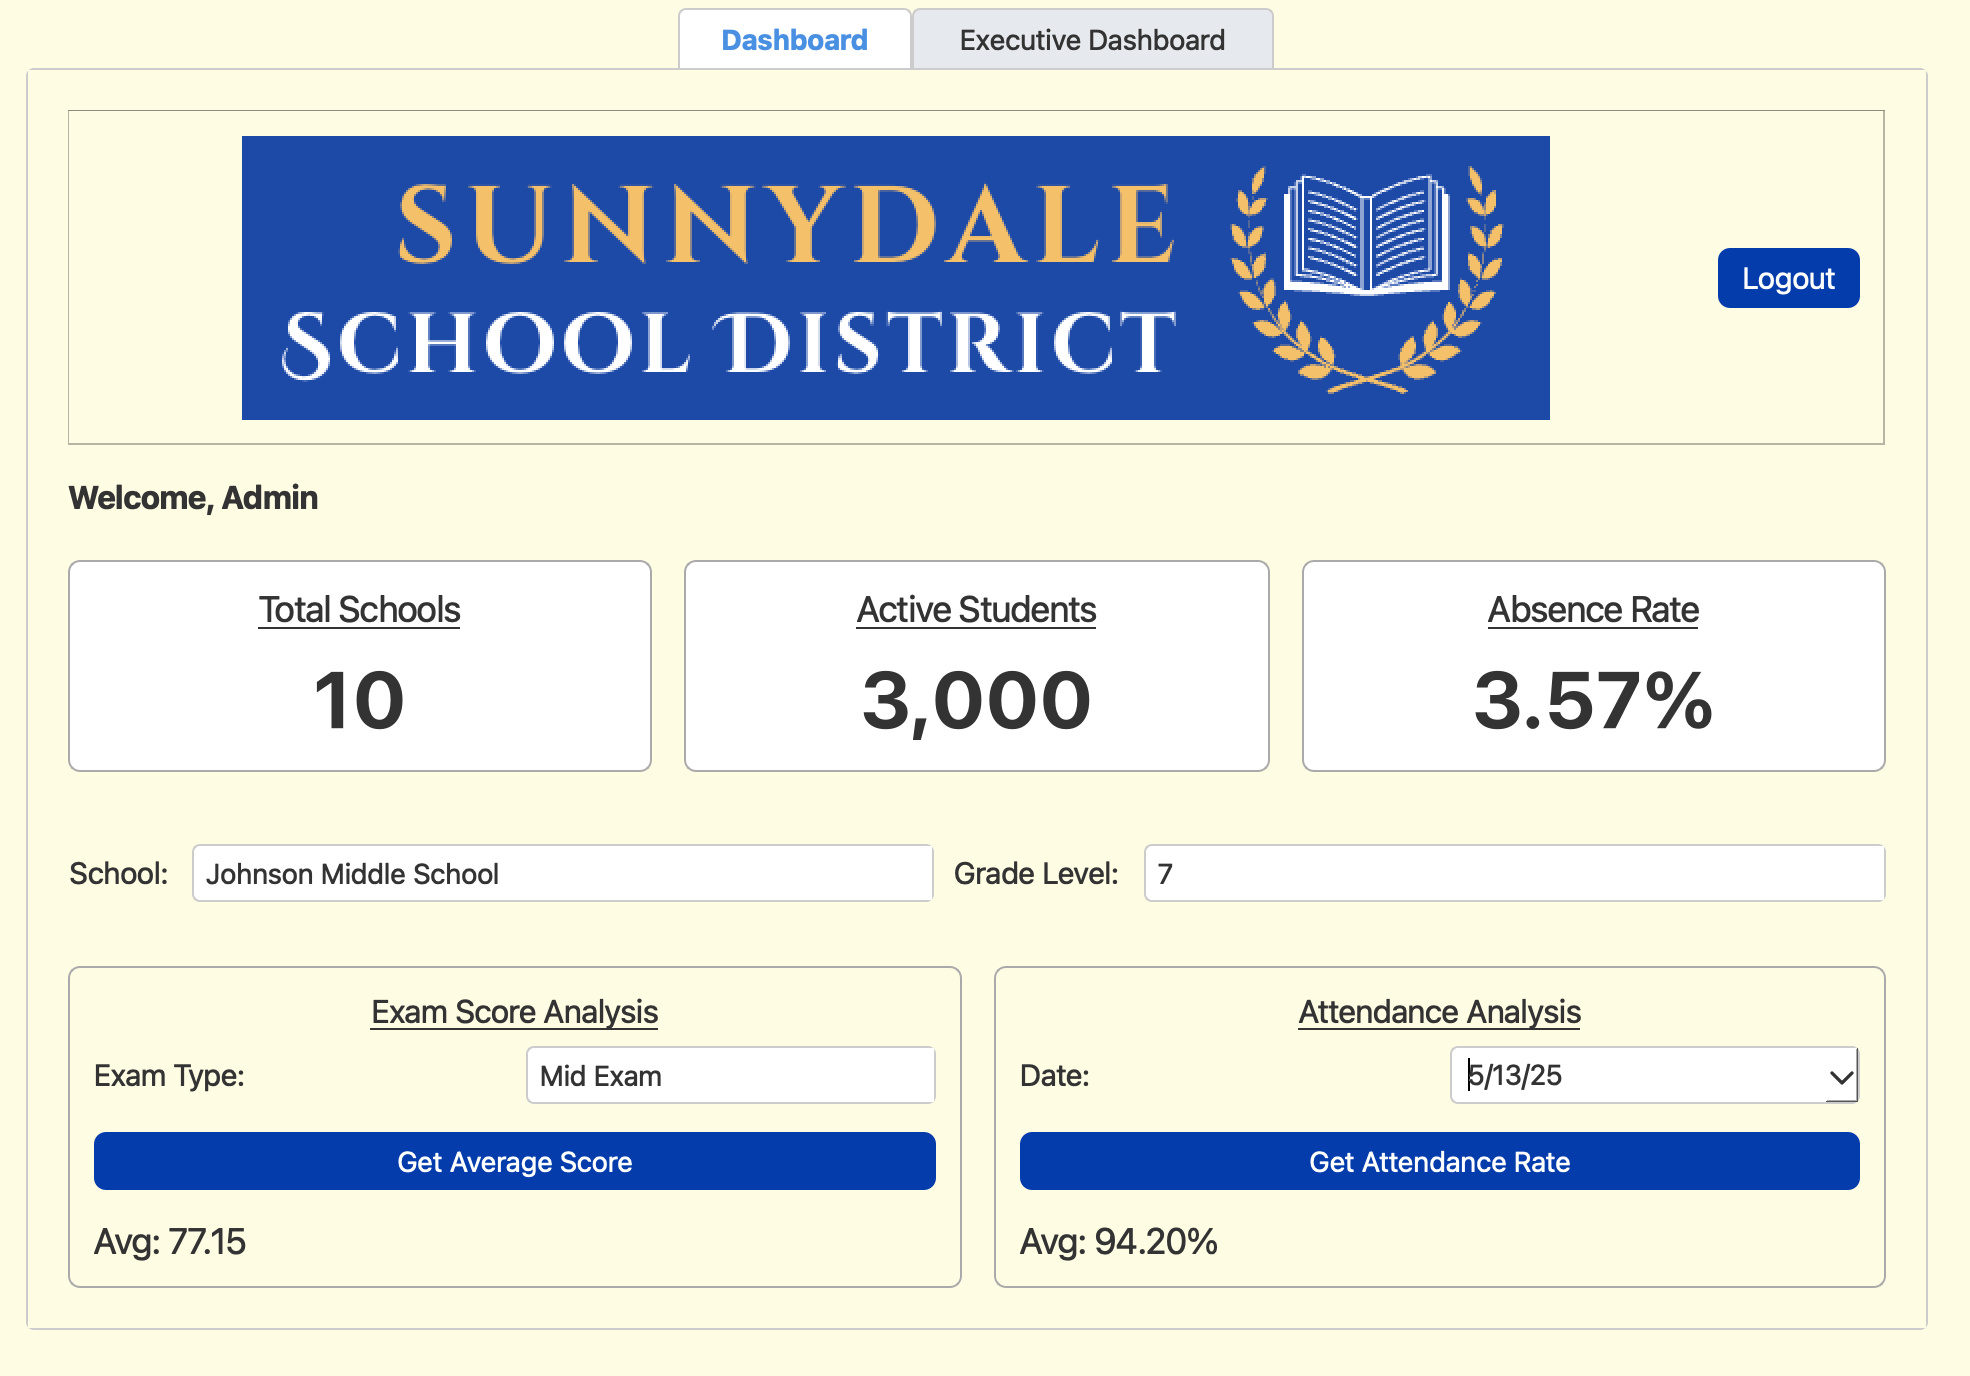 Dashboard
Executive Dashboard
SUNNYDALE
SCHOOL DISTRICT
Logout
Welcome, Admin
Total Schools
10
Active Students
3,000
Absence Rate
3.57%
School: Johnson Middle School
Grade Level: 7
Exam Score Analysis
Exam Type: Mid Exam
Get Average Score
Avg: 77.15
Attendance Analysis
Date: 5/13/25
Get Attendance Rate
Avg: 94.20%